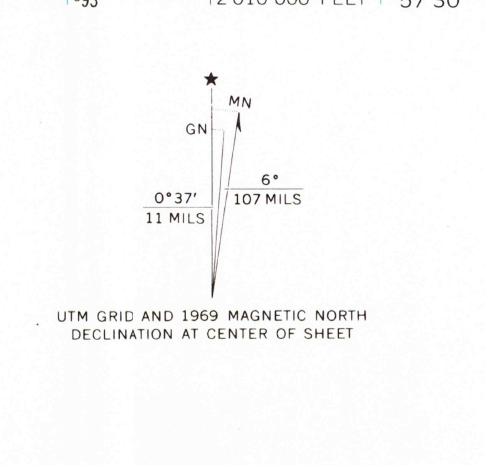 ★
MN
GN
6°
107 MILS
0°37'
11 MILS
UTM GRID AND 1969 MAGNETIC NORTH
DECLINATION AT CENTER OF SHEET